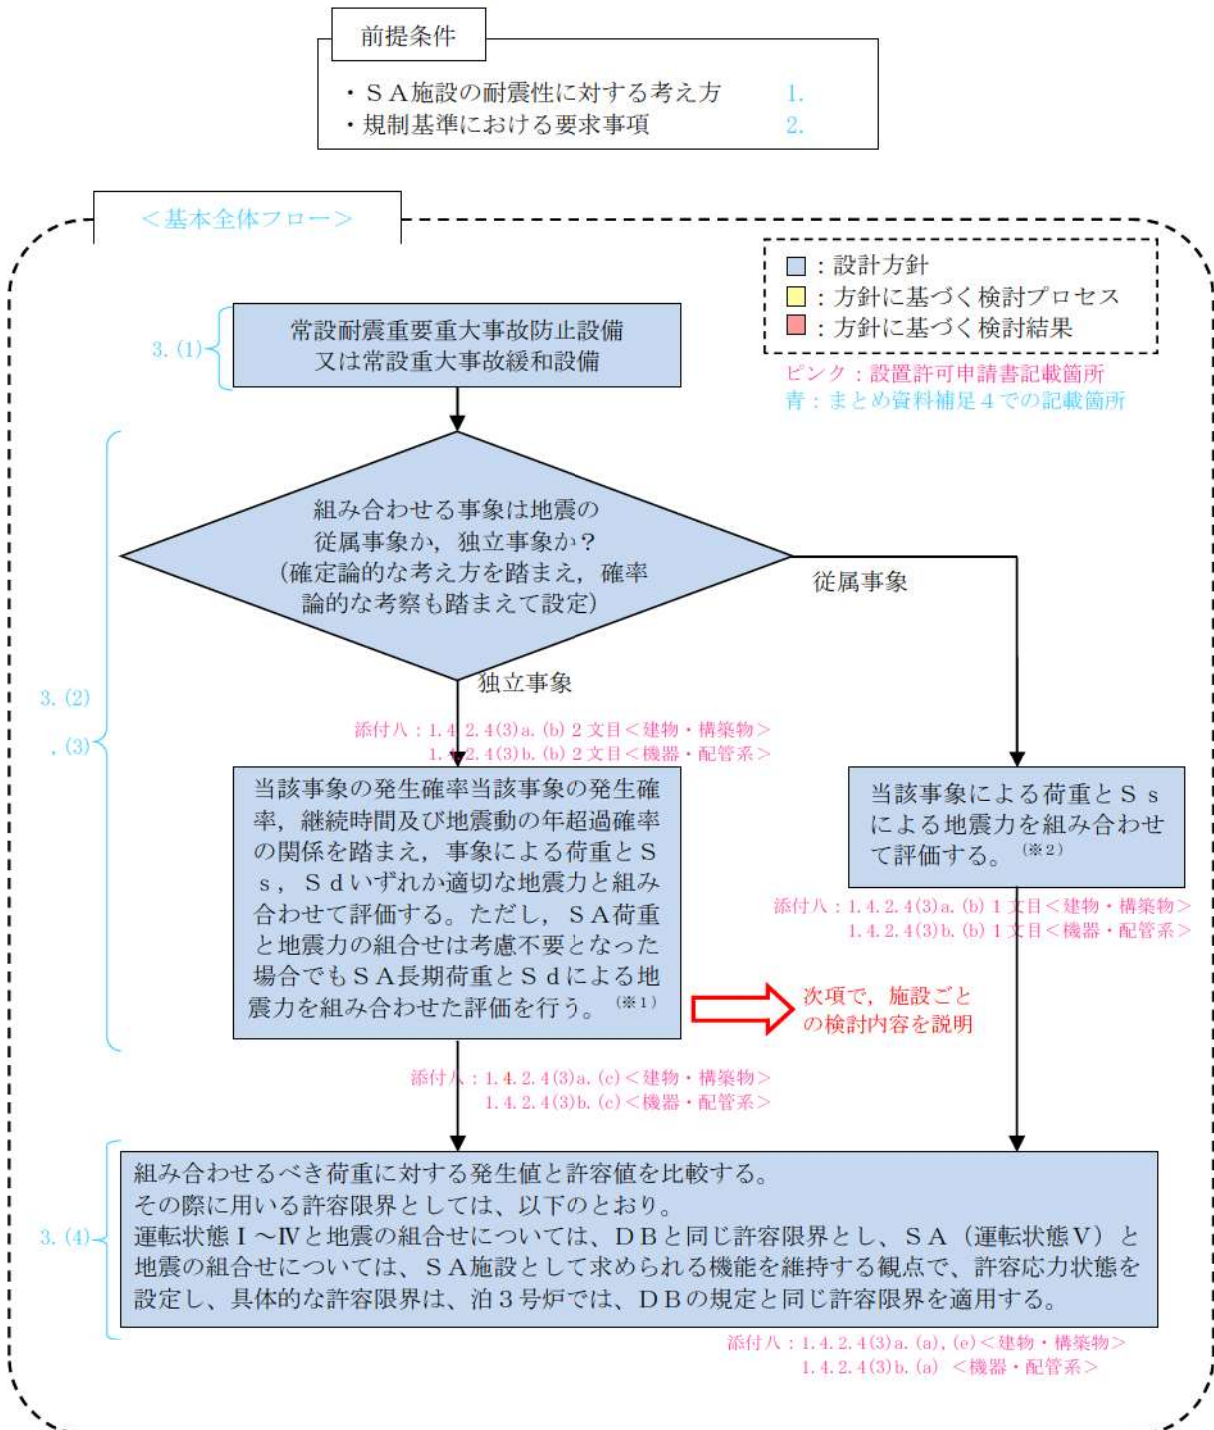 前提条件
・ＳＡ施設の耐震性に対する考え方 1.
・規制基準における要求事項 2.
＜基本全体フロー＞
：設計方針
：方針に基づく検討プロセス
：方針に基づく検討結果
ピンク：設置許可申請書記載箇所
青：まとめ資料補足４での記載箇所
3. (1)
常設耐震重要重大事故防止設備
又は常設重大事故緩和設備
組み合わせる事象は地震の
従属事象か，独立事象か？
（確定論的な考え方を踏まえ，確率
論的な考察も踏まえて設定）
従属事象
独立事象
3. (2)
. (3)
添付八：1.4.2.4(3)a.(b)２文目＜建物・構築物＞
1.4.2.4(3)b.(b)２文目＜機器・配管系＞
当該事象の発生確率当該事象の発生確
率，継続時間及び地震動の年超過確率
の関係を踏まえ，事象による荷重とＳ
ｓ，Ｓｄいずれか適切な地震力と組み
合わせて評価する。ただし，ＳＡ荷重
と地震力の組合せは考慮不要となった
場合でもＳＡ長期荷重とＳｄによる地
震力を組み合わせた評価を行う。（※１）
当該事象による荷重とＳｓ
による地震力を組み合わせ
て評価する。（※２）
添付八：1.4.2.4(3)a.(b)１文目＜建物・構築物＞
1.4.2.4(3)b.(b)１文目＜機器・配管系＞
次項で，施設ごと
の検討内容を説明
添付八：1.4.2.4(3)a.(c)＜建物・構築物＞
1.4.2.4(3)b.(c)＜機器・配管系＞
3. (4)
組み合わせるべき荷重に対する発生値と許容値を比較する。
その際に用いる許容限界としては、以下のとおり。
運転状態Ⅰ～Ⅳと地震の組合せについては、ＤＢと同じ許容限界とし、ＳＡ（運転状態Ⅴ）と
地震の組合せについては、ＳＡ施設として求められる機能を維持する観点で、許容応力状態を
設定し、具体的な許容限界は、泊３号炉では、ＤＢの規定と同じ許容限界を適用する。
添付八：1.4.2.4(3)a.(a),(e)＜建物・構築物＞
1.4.2.4(3)b.(a) ＜機器・配管系＞